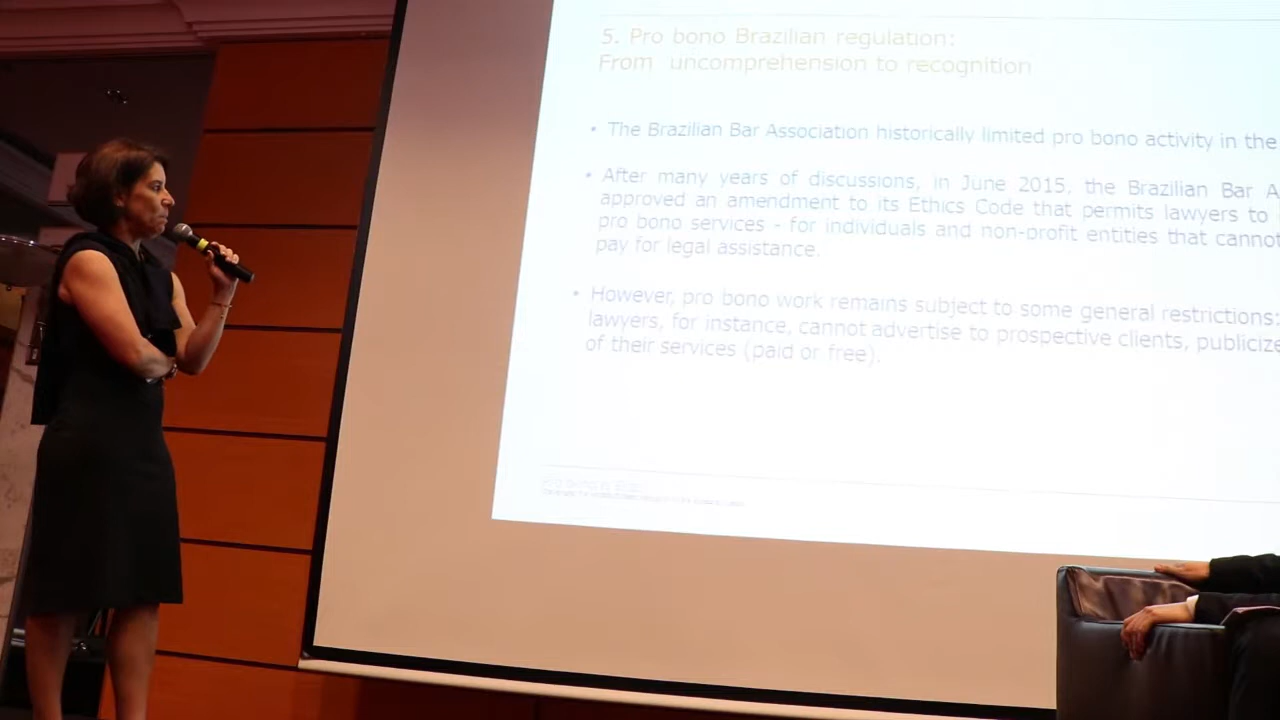 5. Pro bono Brazilian regulation:
From uncomprehension to recognition
• The Brazilian Bar Association historically limited pro bono activity in the
• After many years of discussions, in June 2015, the Brazilian Bar A
approved an amendment to its Ethics Code that permits lawyers to
pro bono services - for individuals and non-profit entities that cannot
pay for legal assistance.
• However, pro bono work remains subject to some general restrictions:
lawyers, for instance, cannot advertise to prospective clients, publicize
of their services (paid or free).
Pro bono in Brazil